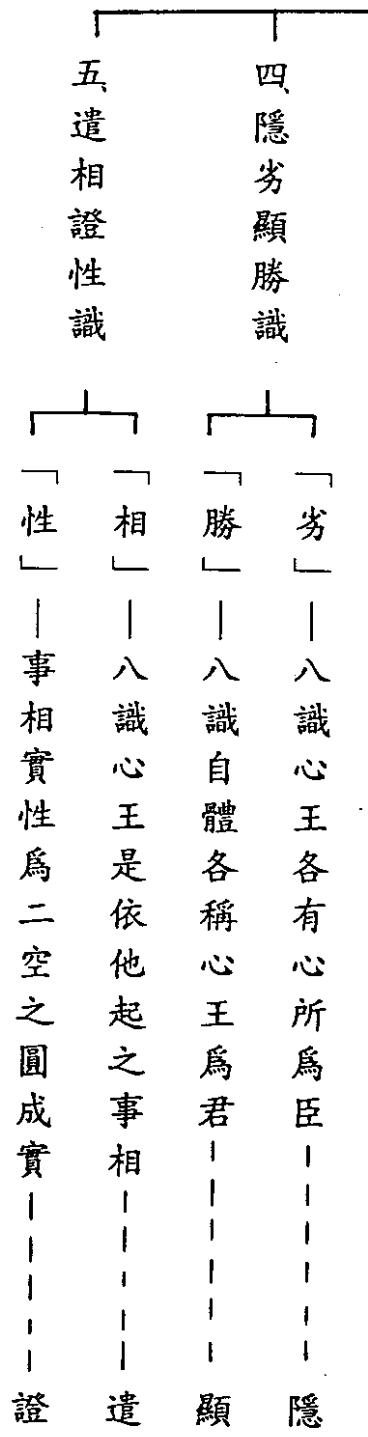 四、隱劣顯勝識
「劣」—八識心王各有心所爲臣-----隱
「勝」—八識自體各稱心王爲君-----顯
五、遣相證性識
「相」—八識心王是依他起之事相-----遣
「性」—事相實性爲二空之圓成實-----證